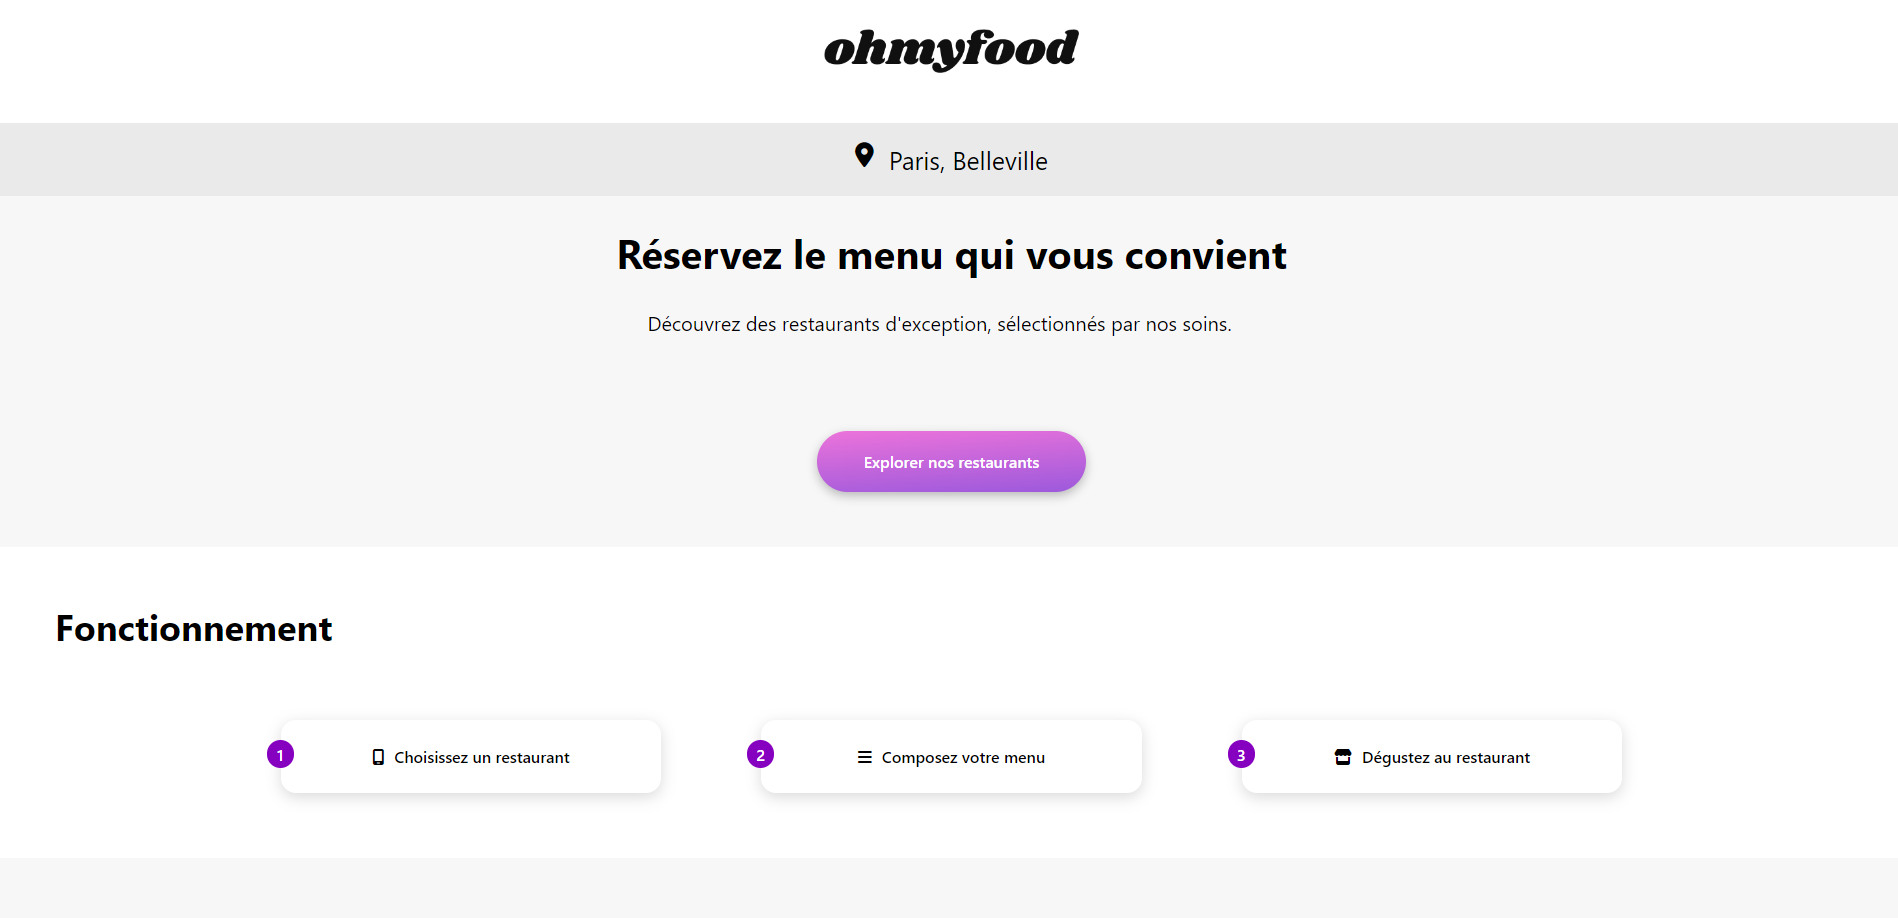 ohmyfood
Paris, Belleville
Réservez le menu qui vous convient
Découvrez des restaurants d'exception, sélectionnés par nos soins.
Explorer nos restaurants
Fonctionnement
1 Choisissez un restaurant
2 Composez votre menu
3 Dégustez au restaurant